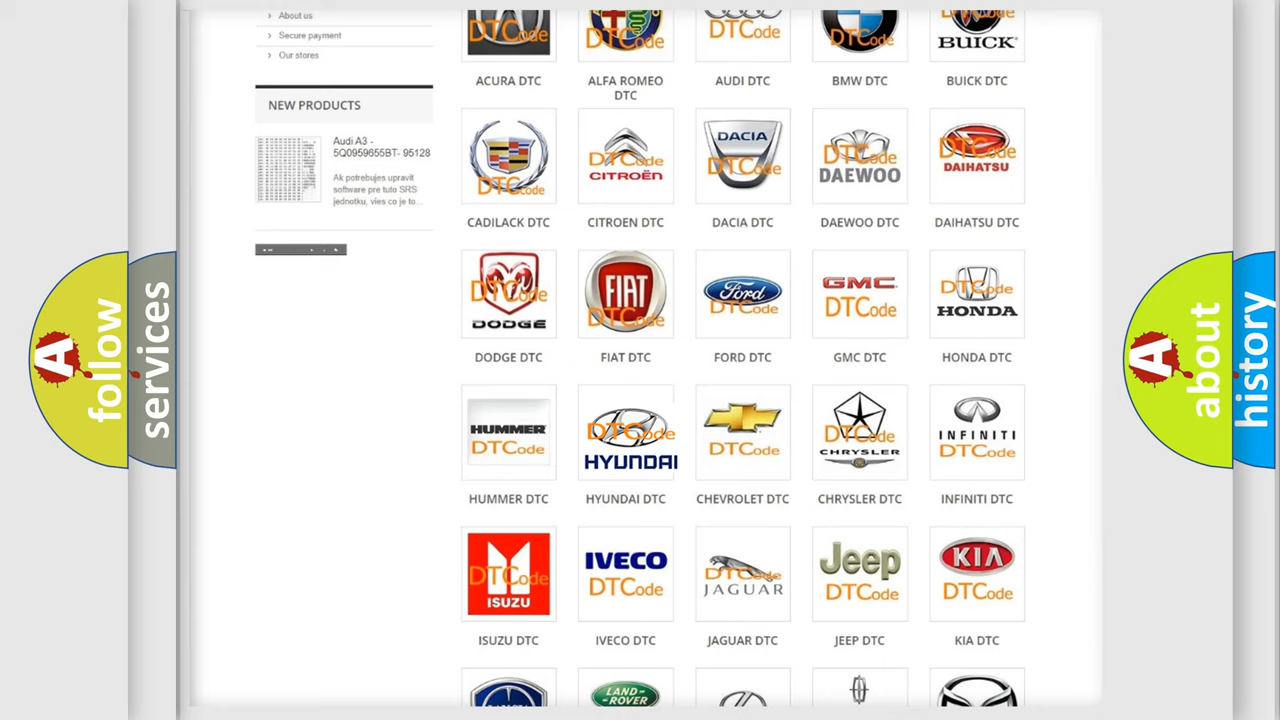 About us
Secure payment
Our stores
NEW PRODUCTS
Audi A3 -
5Q0959655BT- 95128
Ak potrebujes upravit
software pre tuto SRS
jednotku, vies co je to...
DTCode
DTCode
DTCode
DTCode
BUICK
ACURA DTC
ALFA ROMEO
DTC
AUDI DTC
BMW DTC
BUICK DTC
DTCode
DTCode
CITROËN
DACIA
DTCode
DTCode
DAEWOO
DTCode
DAIHATSU
CADILACK DTC
CITROEN DTC
DACIA DTC
DAEWOO DTC
DAIHATSU DTC
DTCode
DODGE
FIAT
DTCode
Ford
DTCode
GMC
DTCode
DTCode
HONDA
DODGE DTC
FIAT DTC
FORD DTC
GMC DTC
HONDA DTC
HUMMER
DTCode
DTCode
HYUNDAI
DTCode
DTCode
CHRYSLER
INFINITI
DTCode
HUMMER DTC
HYUNDAI DTC
CHEVROLET DTC
CHRYSLER DTC
INFINITI DTC
DTCode
ISUZU
IVECO
DTCode
DTCode
JAGUAR
Jeep
DTCode
KIA
DTCode
ISUZU DTC
IVECO DTC
JAGUAR DTC
JEEP DTC
KIA DTC
LAND-
ROVER
A
follow
services
A
about
history